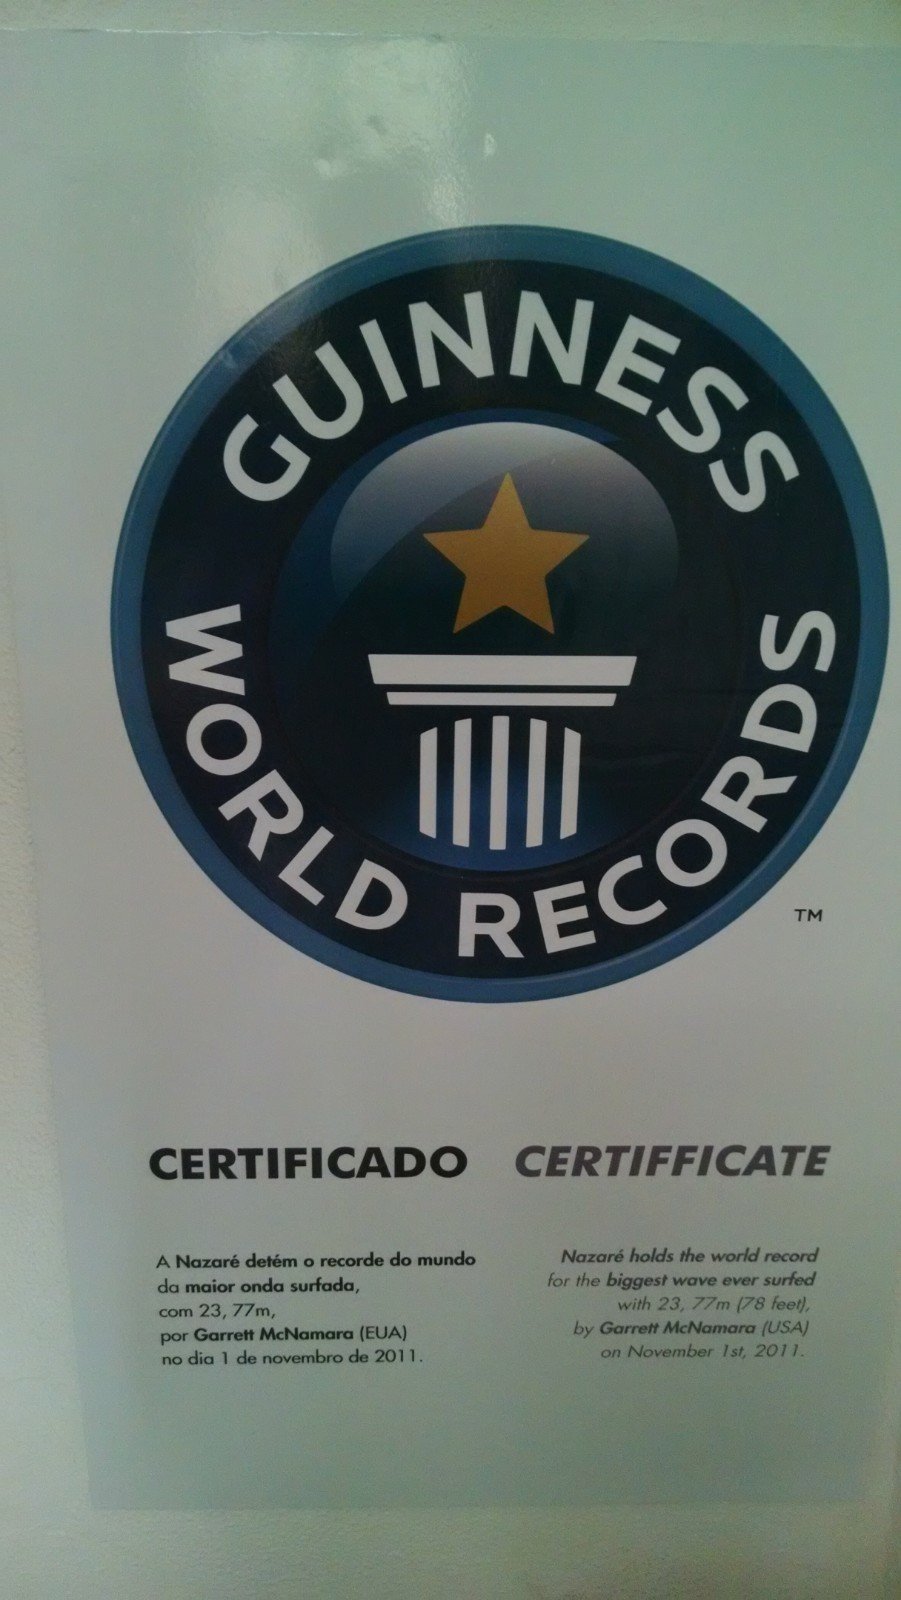 GUINNESS
WORLD RECORDS
TM
CERTIFICADO
A Nazaré detém o recorde do mundo
da maior onda surfada,
com 23, 77m,
por Garrett McNamara (EUA)
no dia 1 de novembro de 2011.
CERTIFFICATE
Nazaré holds the world record
for the biggest wave ever surfed
with 23, 77m (78 feet),
by Garrett McNamara (USA)
on November 1st, 2011.